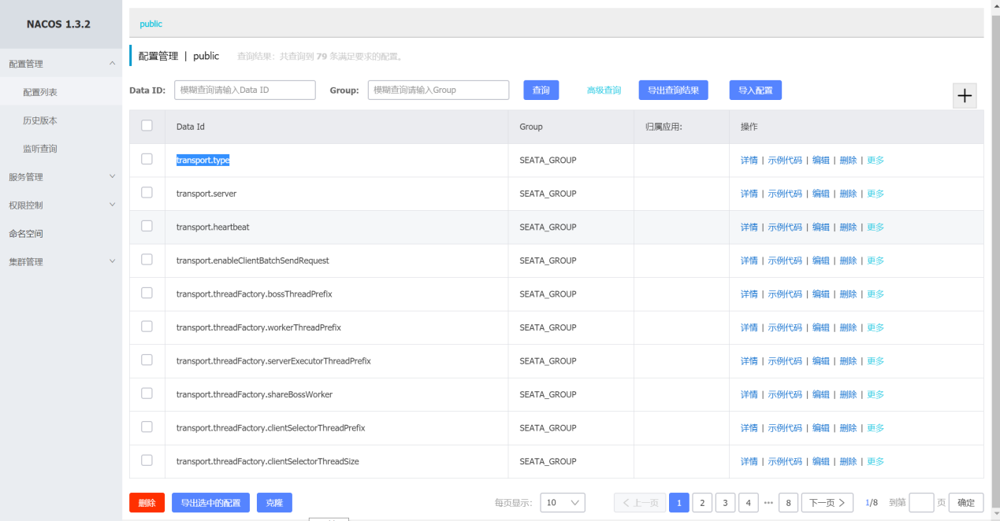 NACOS 1.3.2
配置管理
配置列表
历史版本
监听查询
服务管理
权限控制
命名空间
集群管理
public
配置管理 | public 查询结果：共查询到 79 条满足要求的配置。
Data ID: 模糊查询请输入Data ID Group: 模糊查询请输入Group 查询 高级查询 导出查询结果 导入配置
Data Id Group 归属应用: 操作
transport.type SEATA_GROUP 详情 | 示例代码 | 编辑 | 删除 | 更多
transport.server SEATA_GROUP 详情 | 示例代码 | 编辑 | 删除 | 更多
transport.heartbeat SEATA_GROUP 详情 | 示例代码 | 编辑 | 删除 | 更多
transport.enableClientBatchSendRequest SEATA_GROUP 详情 | 示例代码 | 编辑 | 删除 | 更多
transport.threadFactory.bossThreadPrefix SEATA_GROUP 详情 | 示例代码 | 编辑 | 删除 | 更多
transport.threadFactory.workerThreadPrefix SEATA_GROUP 详情 | 示例代码 | 编辑 | 删除 | 更多
transport.threadFactory.serverExecutorThreadPrefix SEATA_GROUP 详情 | 示例代码 | 编辑 | 删除 | 更多
transport.threadFactory.shareBossWorker SEATA_GROUP 详情 | 示例代码 | 编辑 | 删除 | 更多
transport.threadFactory.clientSelectorThreadPrefix SEATA_GROUP 详情 | 示例代码 | 编辑 | 删除 | 更多
transport.threadFactory.clientSelectorThreadSize SEATA_GROUP 详情 | 示例代码 | 编辑 | 删除 | 更多
删除 导出选中的配置 克隆 每页显示: 10 上一页 1 2 3 4 ••• 8 下一页 1/8 到第 页 确定